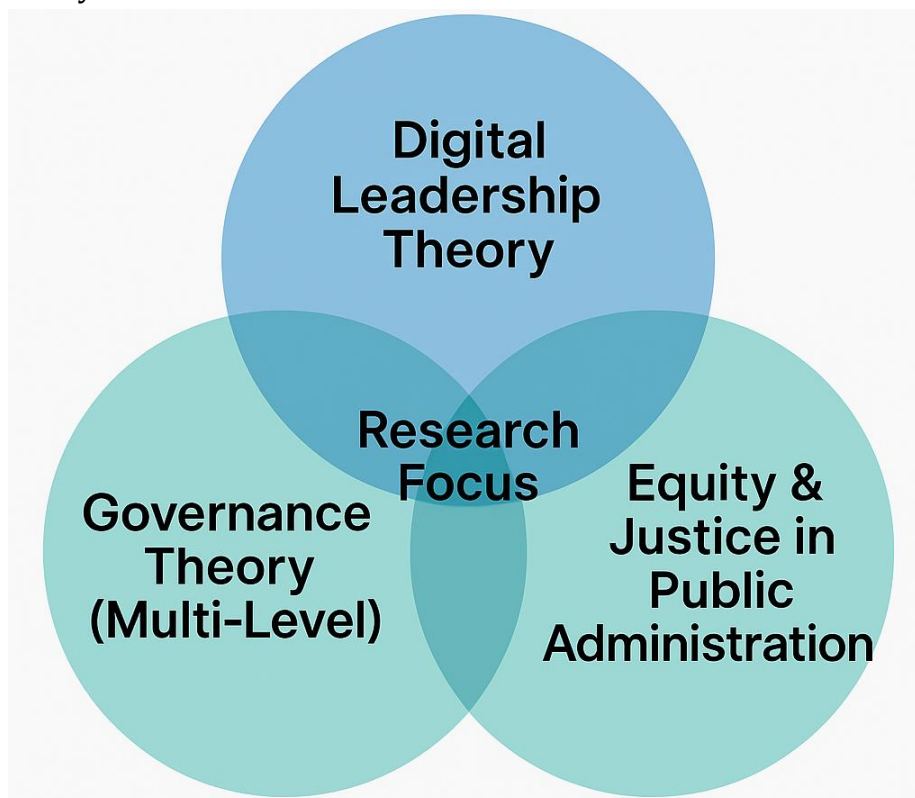 Digital
Leadership
Theory
Research
Focus
Governance
Theory
(Multi-Level)
Equity &
Justice in
Public
Administration